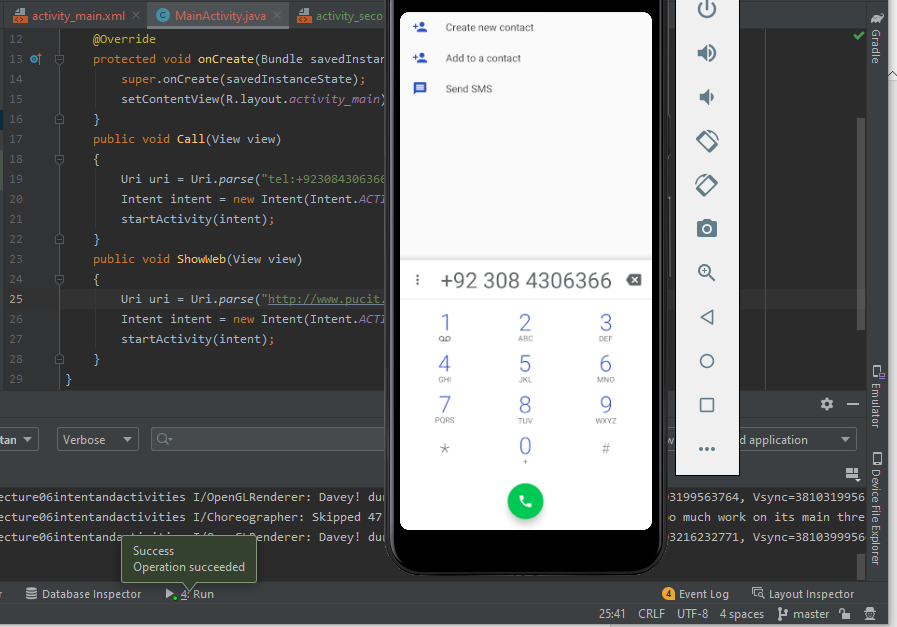 activity_main.xml
MainActivity.java
activity_seco
12 @Override
13 protected void onCreate(Bundle savedInstan
14 super.onCreate(savedInstanceState);
15 setContentView(R.layout.activity_main)
16 }
17 public void Call(View view)
18 {
19 Uri uri = Uri.parse("tel:+923084306366
20 Intent intent = new Intent(Intent.ACTI
21 startActivity(intent);
22 }
23 public void ShowWeb(View view)
24 {
25 Uri uri = Uri.parse("http://www.pucit.
26 Intent intent = new Intent(Intent.ACTI
27 startActivity(intent);
28 }
29 }
Create new contact
Add to a contact
Send SMS
+92 308 4306366
1
2 ABC
3 DEF
4 GHI
5 JKL
6 MNO
7 PQRS
8 TUV
9 WXYZ
*
0 +
#
Gradle
Emulator
Device File Explorer
tan
Verbose
d application
ecture06intentandactivities I/OpenGLRenderer: Davey! dur
3199563764, Vsync=3810319956
ecture06intentandactivities I/Choreographer: Skipped 47
oo much work on its main thre
3216232771, Vsync=3810399956
Success
Operation succeeded
Database Inspector
4: Run
4 Event Log
Layout Inspector
25:41 CRLF UTF-8 4 spaces master